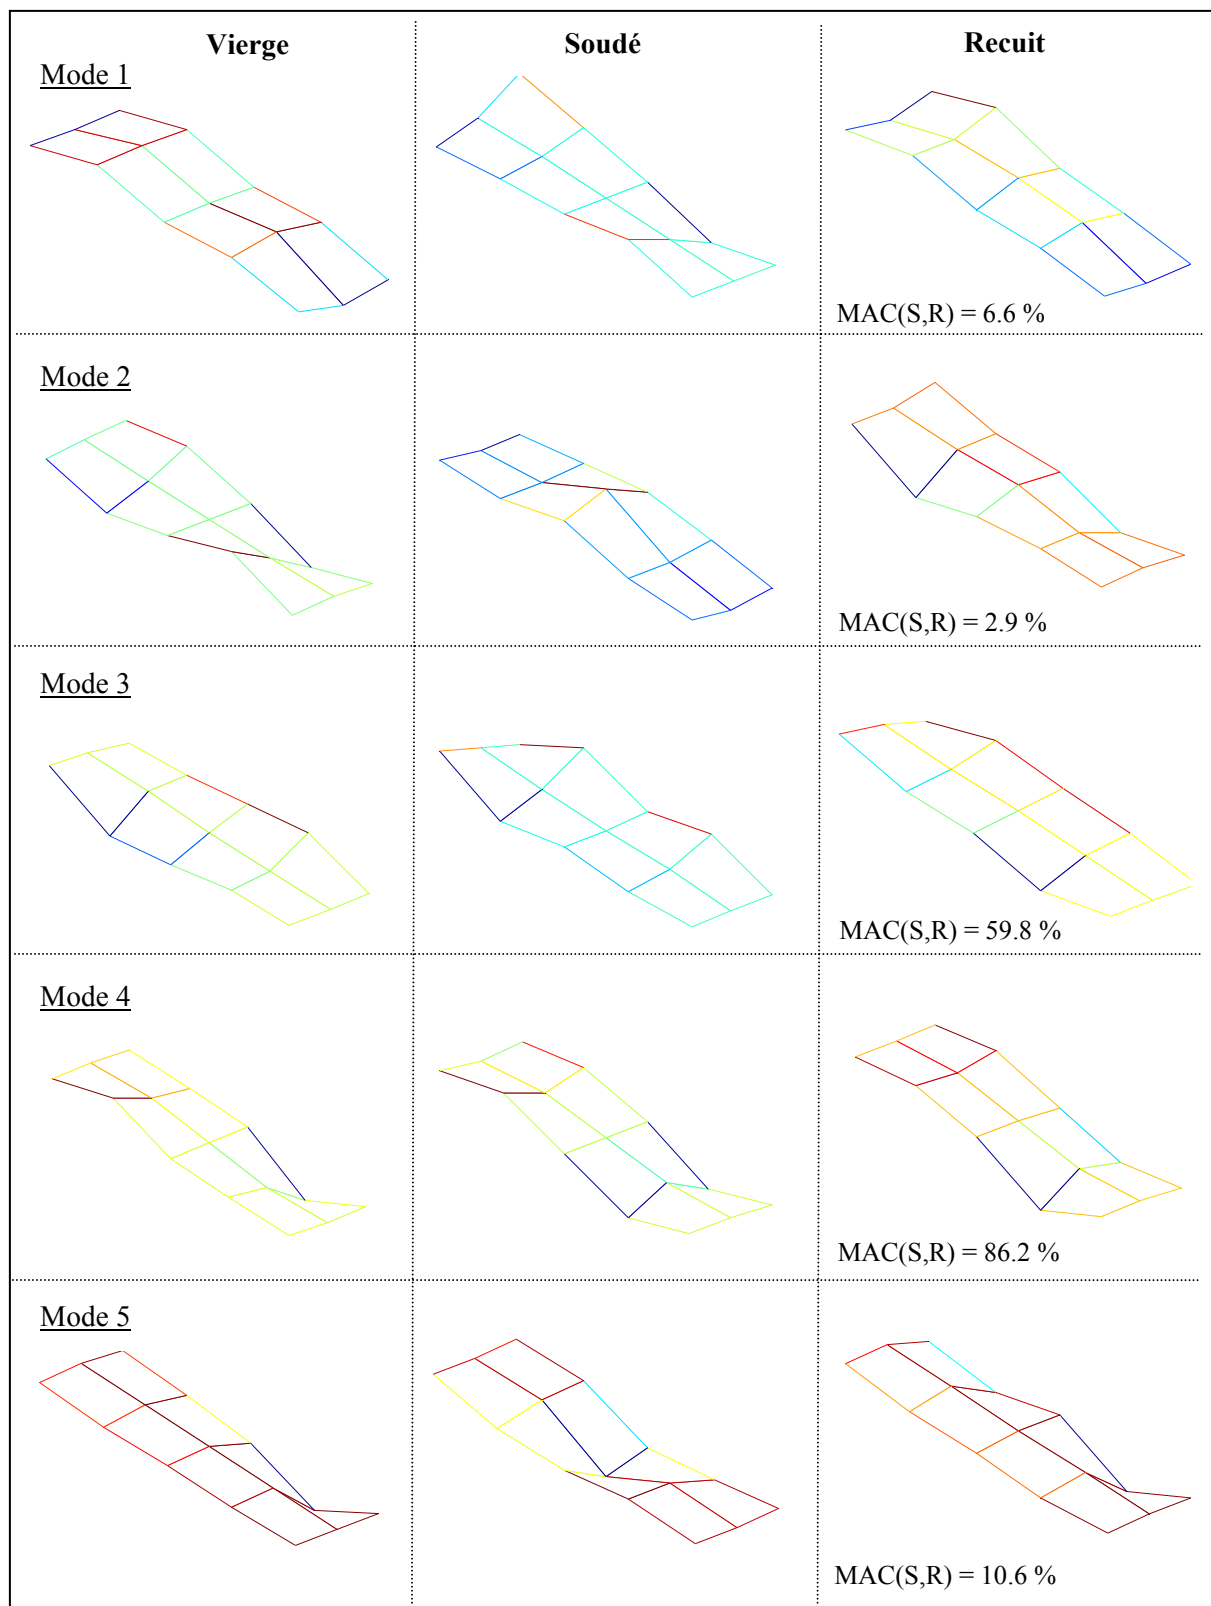 Vierge Soudé Recuit
Mode 1
MAC(S,R) = 6.6 %
Mode 2
MAC(S,R) = 2.9 %
Mode 3
MAC(S,R) = 59.8 %
Mode 4
MAC(S,R) = 86.2 %
Mode 5
MAC(S,R) = 10.6 %